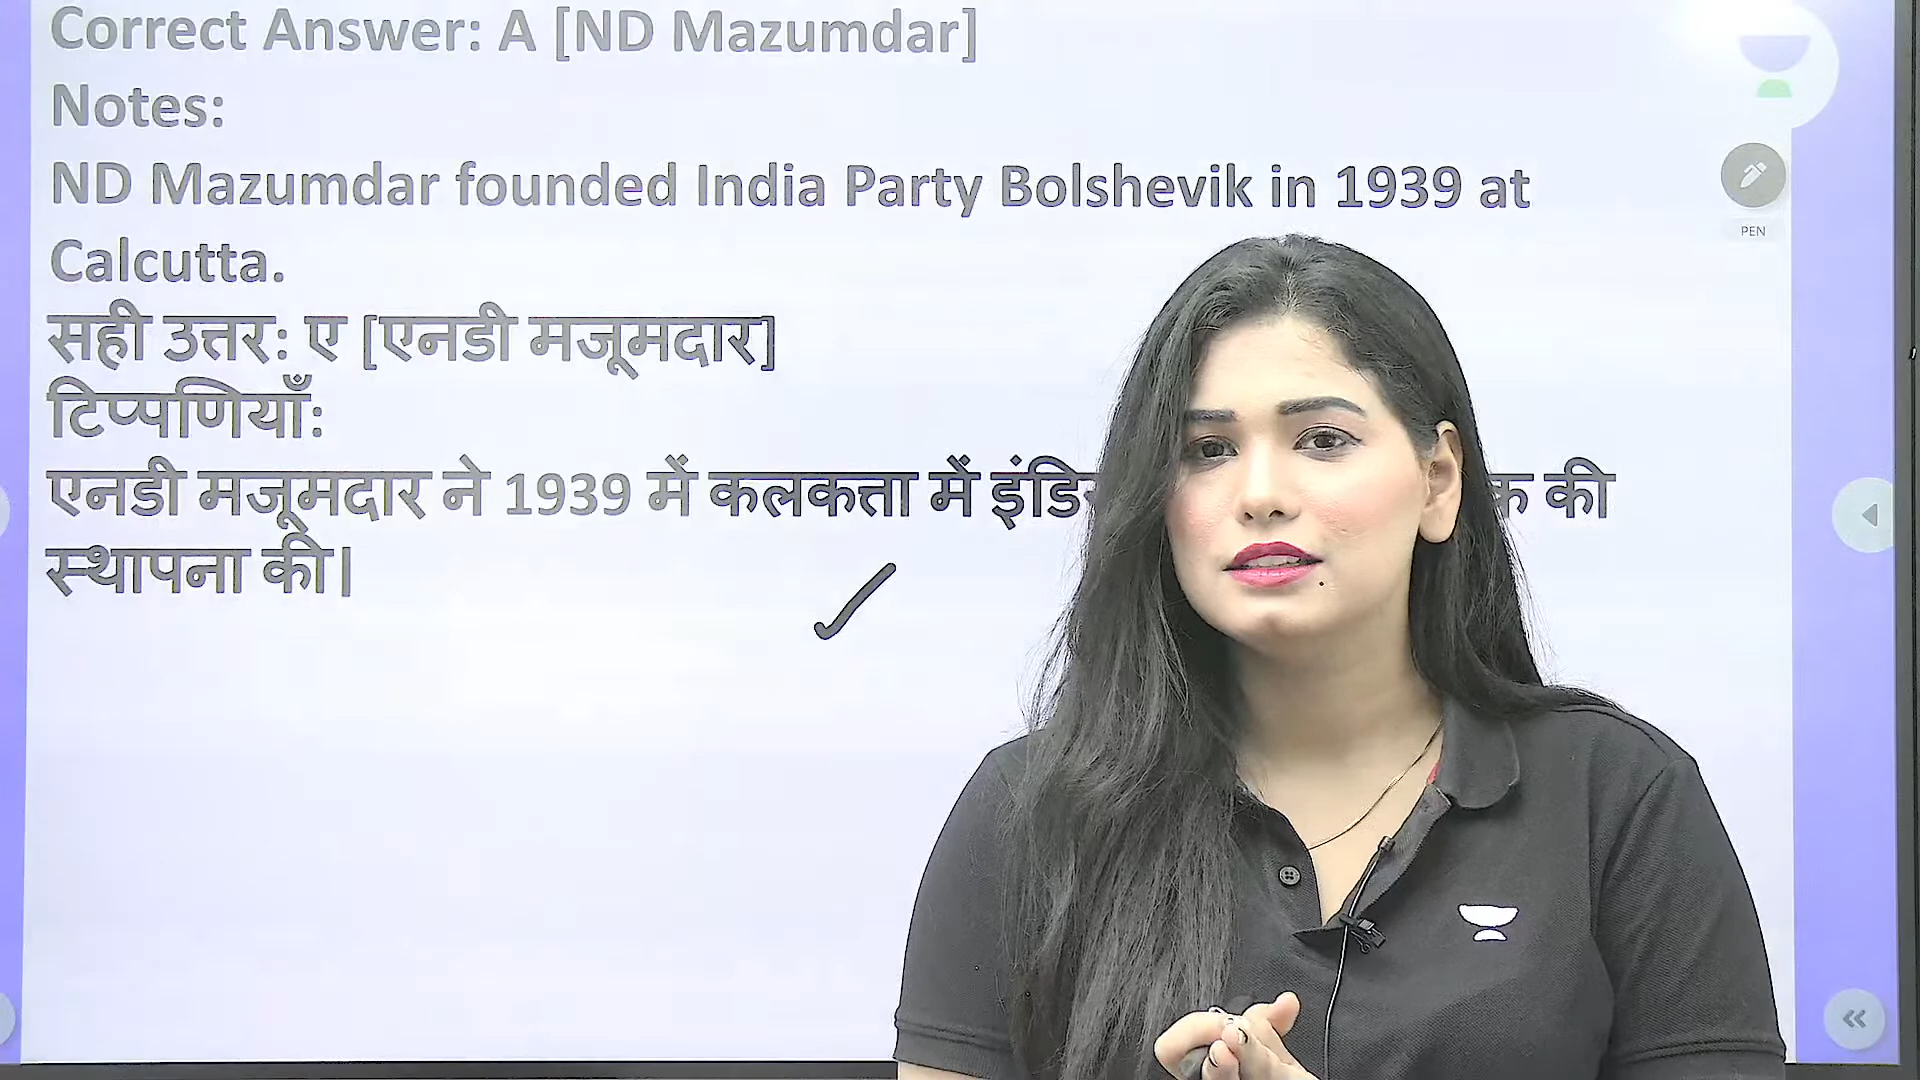 Correct Answer: A [ND Mazumdar]
Notes:
ND Mazumdar founded India Party Bolshevik in 1939 at
Calcutta.
सही उत्तर: ए [एनडी मजूमदार]
टिप्पणियाँ:
एनडी मजूमदार ने 1939 में कलकत्ता में की
स्थापना की।
PEN